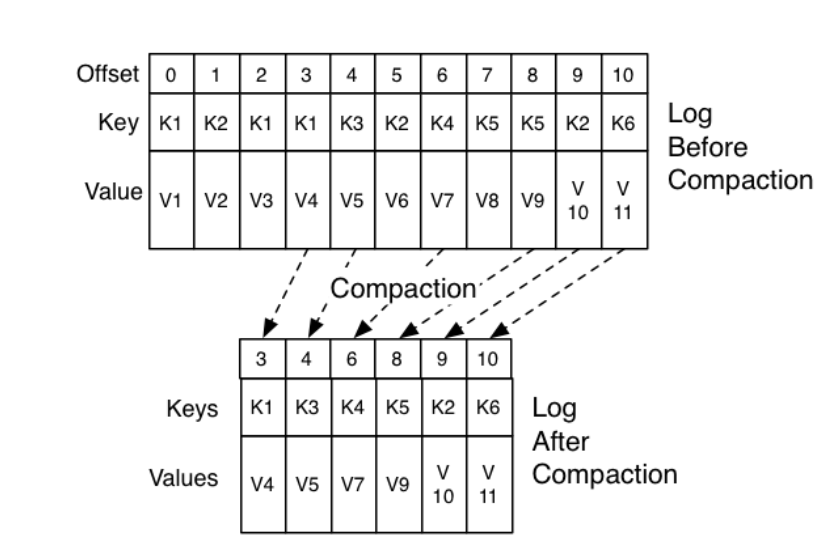 Offset 0 1 2 3 4 5 6 7 8 9 10
Key K1 K2 K1 K1 K3 K2 K4 K5 K5 K2 K6
Value V1 V2 V3 V4 V5 V6 V7 V8 V9 V 10 V 11
Log
Before
Compaction
Compaction
3 4 6 8 9 10
Keys K1 K3 K4 K5 K2 K6
Values V4 V5 V7 V9 V 10 V 11
Log
After
Compaction